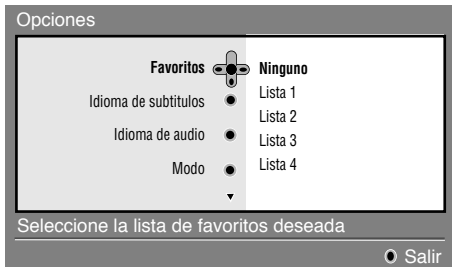 Opciones
Favoritos
Idioma de subtitulos
Idioma de audio
Modo
Ninguno
Lista 1
Lista 2
Lista 3
Lista 4
Seleccione la lista de favoritos deseada
Salir